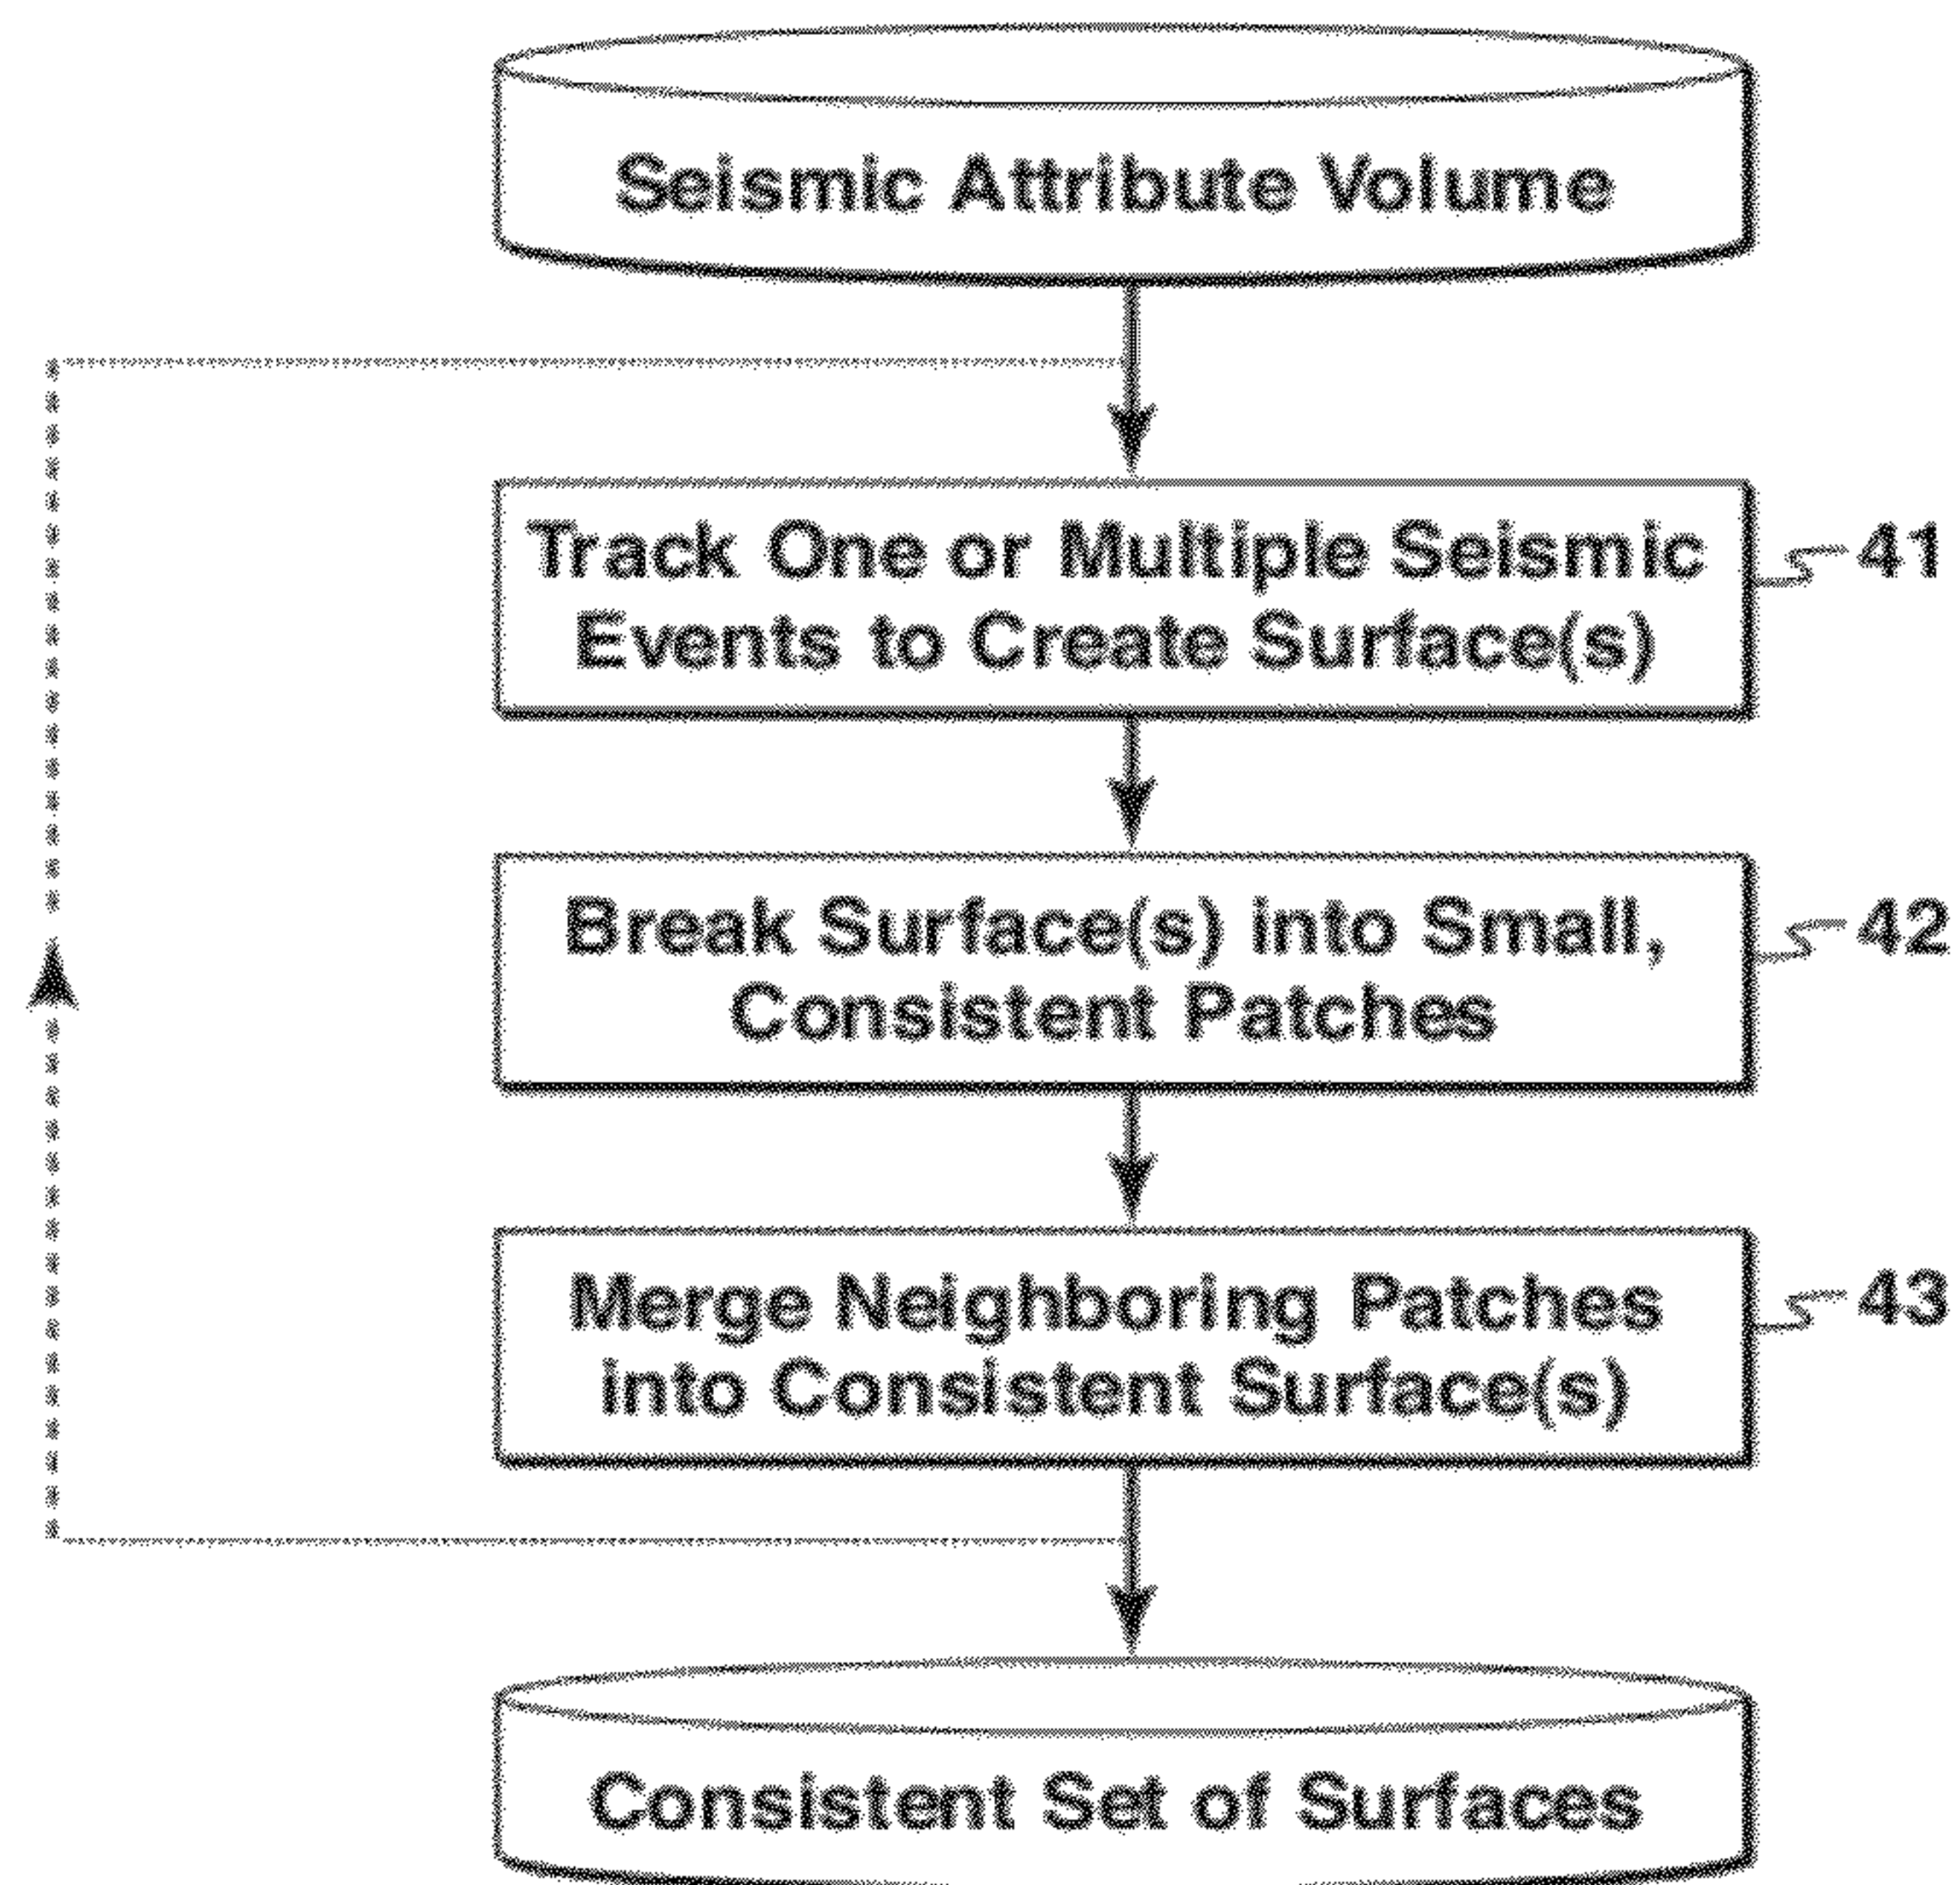 Seismic Attribute Volume
Track One or Multiple Seismic
Events to Create Surface(s)
41
Break Surface(s) into Small,
Consistent Patches
42
Merge Neighboring Patches
into Consistent Surface(s)
43
Consistent Set of Surfaces